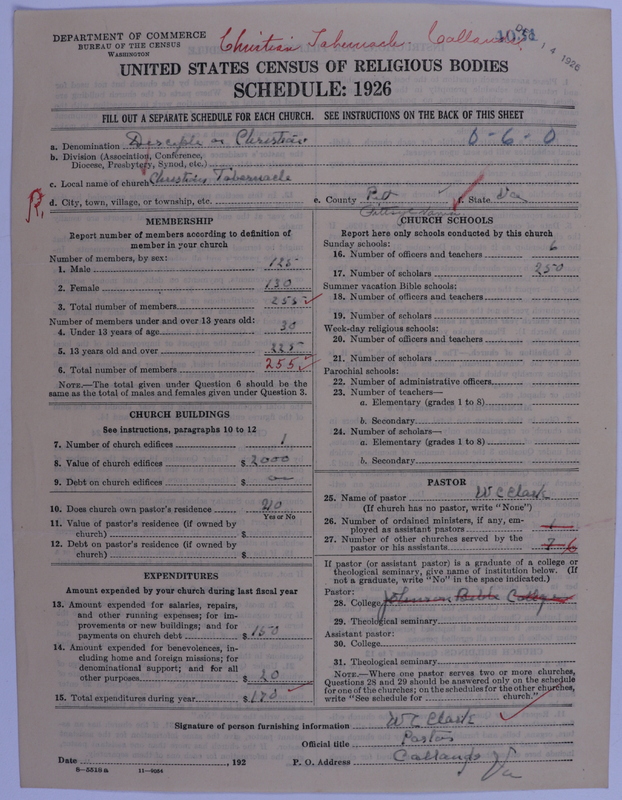 DEPARTMENT OF COMMERCE
BUREAU OF THE CENSUS
WASHINGTON
Christian Tabernacle. Callands.
UNITED STATES CENSUS OF RELIGIOUS BODIES
SCHEDULE: 1926
FILL OUT A SEPARATE SCHEDULE FOR EACH CHURCH. SEE INSTRUCTIONS ON THE BACK OF THIS SHEET
0-6-0
a. Denomination Disciple or Christian
b. Division (Association, Conference,
Diocese, Presbytery, Synod, etc.)
c. Local name of church Christian Tabernacle
R.
d. City, town, village, or township, etc. e. County Pitt f. State Va
Pittsylvania
MEMBERSHIP
Report number of members according to definition of
member in your church
Number of members, by sex:
1. Male 125
2. Female 130
3. Total number of members 255
Number of members under and over 13 years old:
4. Under 13 years of age 30
5. 13 years old and over 225
6. Total number of members 255
NOTE.—The total given under Question 6 should be the
same as the total of males and females given under Question 3.
CHURCH BUILDINGS
See instructions, paragraphs 10 to 12
7. Number of church edifices 1
8. Value of church edifices $ 2000
9. Debt on church edifices $
10. Does church own pastor's residence no
Yes or No
11. Value of pastor's residence (if owned by
church) $
12. Debt on pastor's residence (if owned by
church) $
EXPENDITURES
Amount expended by your church during last fiscal year
13. Amount expended for salaries, repairs,
and other running expenses; for im-
provements or new buildings; and for
payments on church debt $ 150
14. Amount expended for benevolences, in-
cluding home and foreign missions; for
denominational support; and for all
other purposes $ 20
15. Total expenditures during year $ 170
CHURCH SCHOOLS
Report here only schools conducted by this church
Sunday schools:
16. Number of officers and teachers 6
17. Number of scholars 250
Summer vacation Bible schools:
18. Number of officers and teachers
19. Number of scholars
Week-day religious schools:
20. Number of officers and teachers
21. Number of scholars
Parochial schools:
22. Number of administrative officers
23. Number of teachers—
a. Elementary (grades 1 to 8)
b. Secondary
24. Number of scholars—
a. Elementary (grades 1 to 8)
b. Secondary
PASTOR
25. Name of pastor W C Clark
(If church has no pastor, write "None")
26. Number of ordained ministers, if any, em-
ployed as assistant pastors 1
27. Number of other churches served by the
pastor or his assistants 7 6
If pastor (or assistant pastor) is a graduate of a college or
theological seminary, give name of institution below. (If
not a graduate, write "No" in the space indicated.)
Pastor:
28. College Johnson Bible College
29. Theological seminary
Assistant pastor:
30. College
31. Theological seminary
NOTE.—Where one pastor serves two or more churches,
Questions 28 and 29 should be answered only on the schedule
for one of the churches; on the schedules for the other churches,
write "See schedule for church."
Signature of person furnishing information W C Clark
Official title Pastor
Date , 192 P. O. Address Callands Va
8—5510a 11—9054